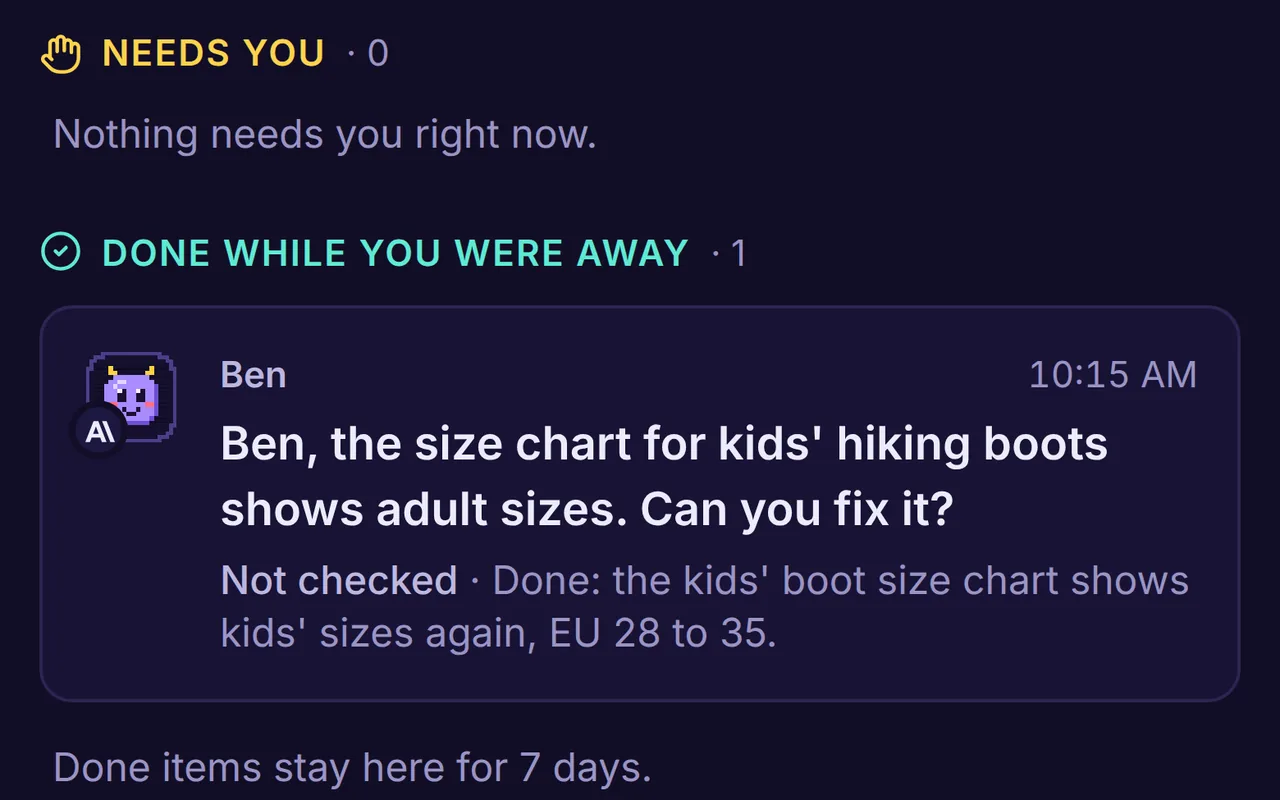 NEEDS YOU · 0
Nothing needs you right now.
DONE WHILE YOU WERE AWAY · 1
Ben 10:15 AM
Ben, the size chart for kids' hiking boots
shows adult sizes. Can you fix it?
Not checked · Done: the kids' boot size chart shows
kids' sizes again, EU 28 to 35.
Done items stay here for 7 days.